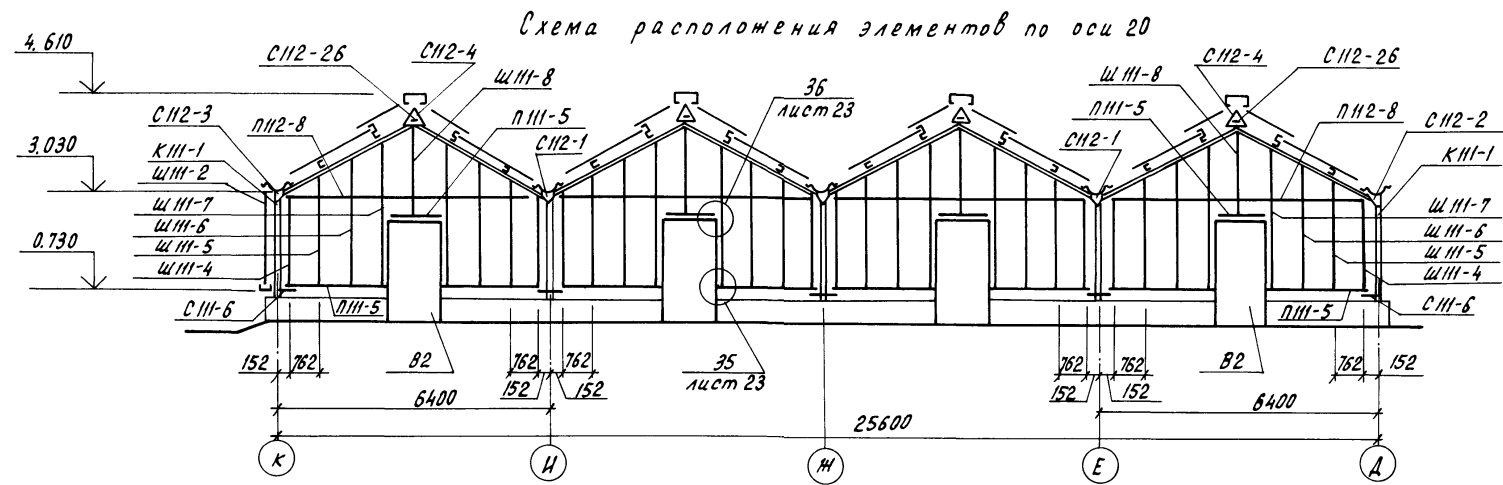 Схема расположения элементов по оси 20
4,610
С112-26
С112-4
Ш111-8
36
лист 23
Ш111-8
С112-4
С112-26
С112-3
П112-8
П111-5
С112-1
С112-1
П111-5
П112-8
С112-2
3,030
К111-1
К111-1
Ш111-2
Ш111-7
Ш111-7
Ш111-6
Ш111-6
0.730
Ш111-5
Ш111-5
Ш111-4
Ш111-4
С111-6
П111-5
П111-5
С111-6
152
762
В2
762
762
35
лист 23
762
762
В2
762
152
152
152
152
152
6400
6400
25600
К
И
Ж
Е
Д